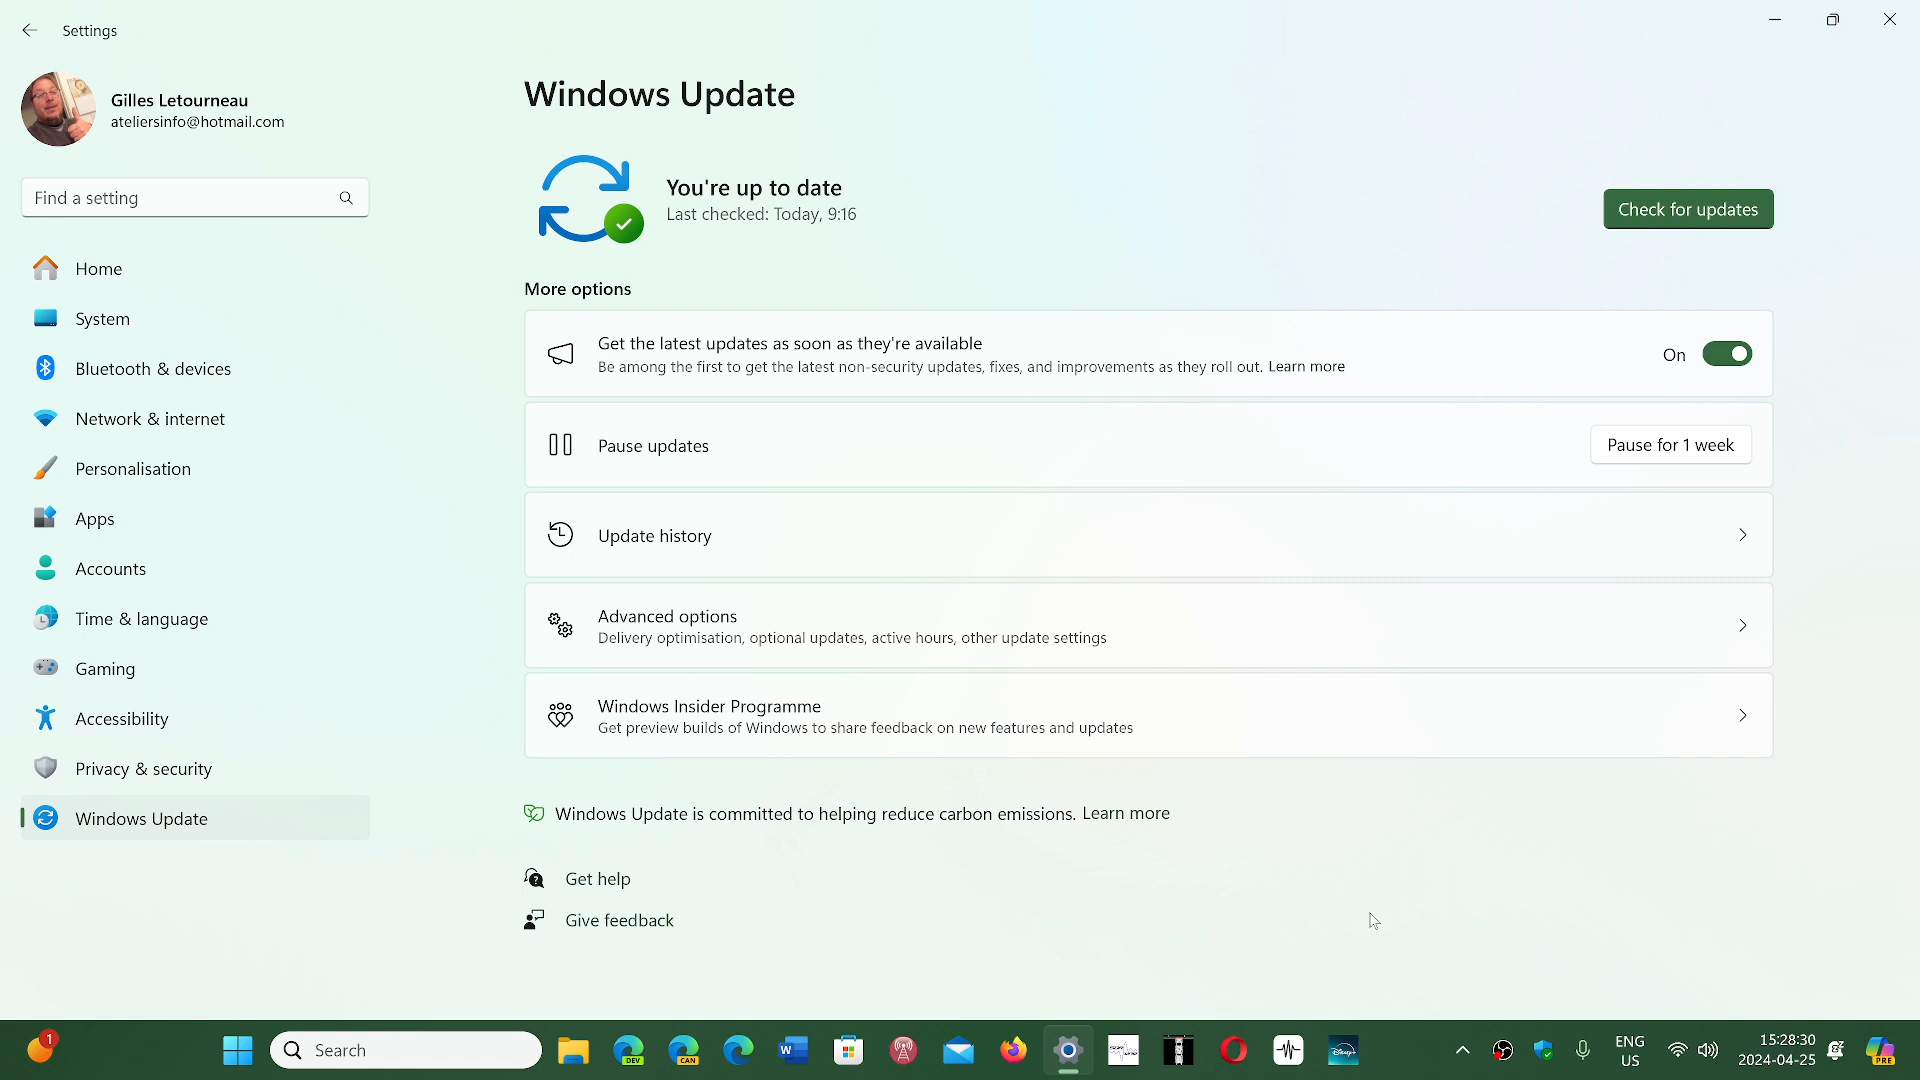 Settings
Gilles Letourneau
ateliersinfo@hotmail.com
Find a setting
Home
System
Bluetooth & devices
Network & internet
Personalisation
Apps
Accounts
Time & language
Gaming
Accessibility
Privacy & security
Windows Update
Windows Update
You're up to date
Last checked: Today, 9:16
Check for updates
More options
Get the latest updates as soon as they're available
Be among the first to get the latest non-security updates, fixes, and improvements as they roll out. Learn more
On
Pause updates
Pause for 1 week
Update history
Advanced options
Delivery optimisation, optional updates, active hours, other update settings
Windows Insider Programme
Get preview builds of Windows to share feedback on new features and updates
Windows Update is committed to helping reduce carbon emissions. Learn more
Get help
Give feedback
1
Search
DEV
CAN
W
Disney+
ENG
US
15:28:30
2024-04-25
PRE